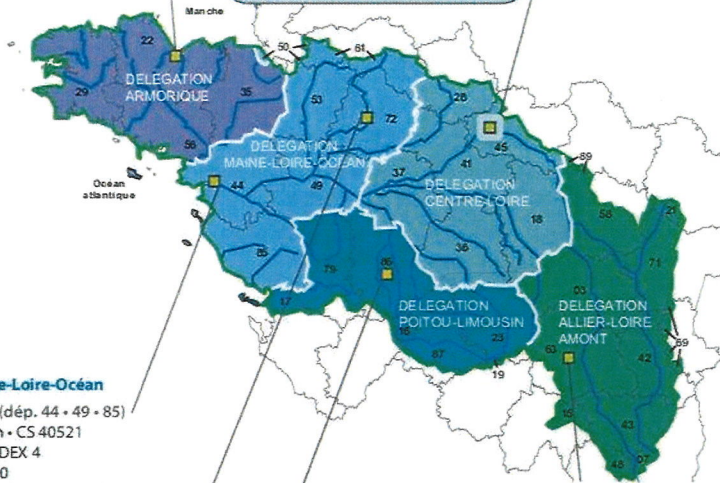 Manche
22
50
61
28
DELEGATION
ARMORIQUE
29
35
53
72
45
56
DELEGATION
MAINE-LOIRE-OCEAN
89
Océan
atlantique
44
49
37
41
DELEGATION
CENTRE-LOIRE
18
36
58
21
71
85
79
86
03
17
DELEGATION
POITOU-LIMOUSIN
16
87
23
19
DELEGATION
ALLIER-LOIRE
AMONT
63
69
42
15
43
48
07
e-Loire-Océan
(dép. 44 • 49 • 85)
• CS 40521
DEX 4
0